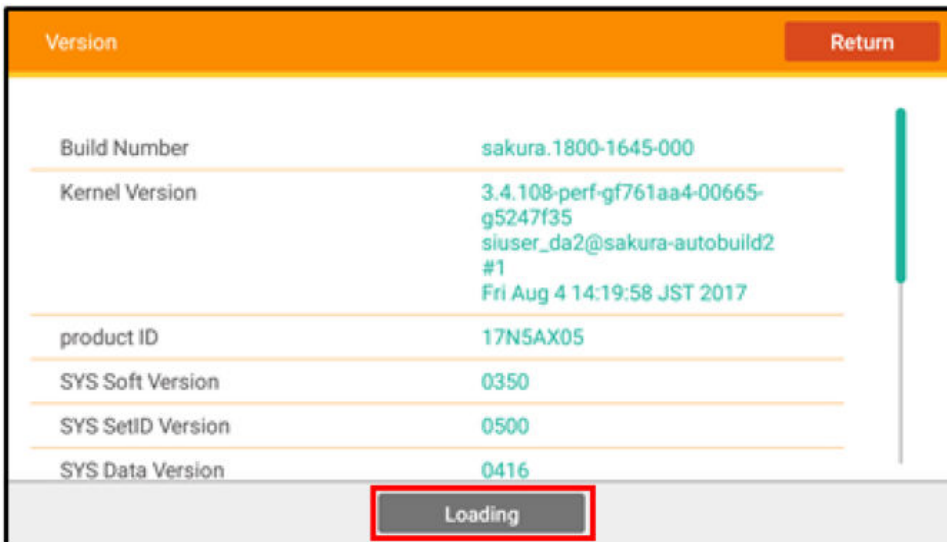 Version
Return
Build Number sakura.1800-1645-000
Kernel Version 3.4.108-perf-gf761aa4-00665-
g5247f35
siuser_da2@sakura-autobuild2
#1
Fri Aug 4 14:19:58 JST 2017
product ID 17N5AX05
SYS Soft Version 0350
SYS SetID Version 0500
SYS Data Version 0416
Loading